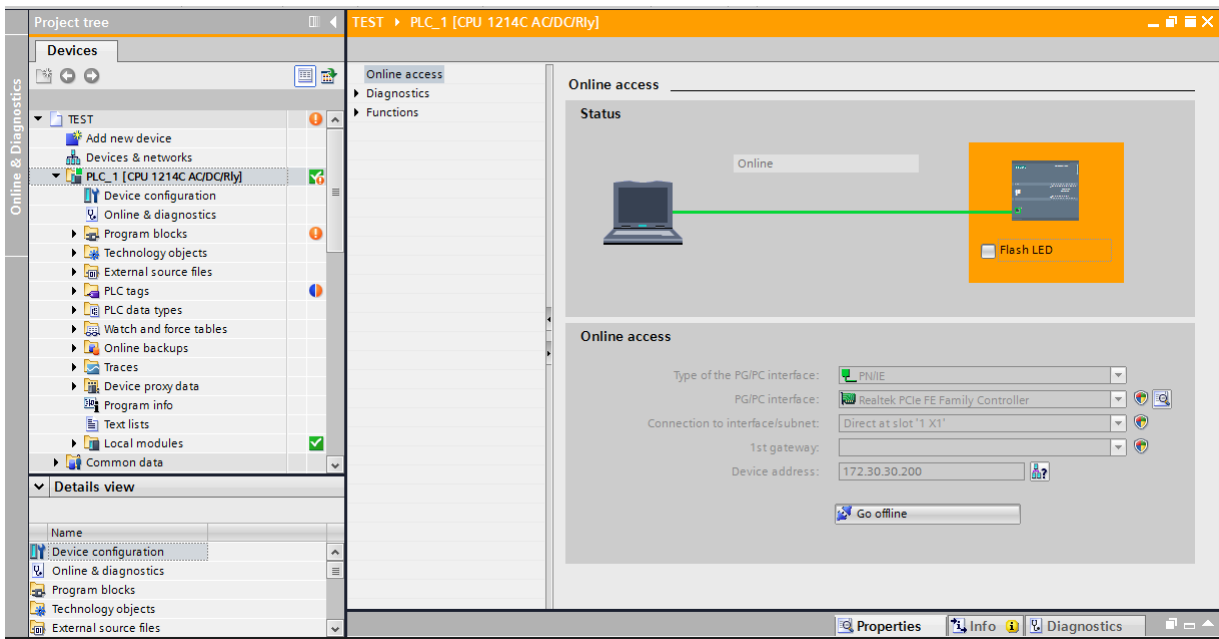 Project tree
TEST PLC_1 [CPU 1214C AC/DC/Rly]
Devices
Online & Diagnostics
TEST
Add new device
Devices & networks
PLC_1 [CPU 1214C AC/DC/Rly]
Device configuration
Online & diagnostics
Program blocks
Technology objects
External source files
PLC tags
PLC data types
Watch and force tables
Online backups
Traces
Device proxy data
Program info
Text lists
Local modules
Common data
Details view
Name
Device configuration
Online & diagnostics
Program blocks
Technology objects
External source files
Online access
Diagnostics
Functions
Online access
Status
Online
Flash LED
Online access
Type of the PG/PC interface: PN/IE
PG/PC interface: Realtek PCIe FE Family Controller
Connection to interface/subnet: Direct at slot '1 X1'
1st gateway:
Device address: 172.30.30.200
Go offline
Properties Info Diagnostics